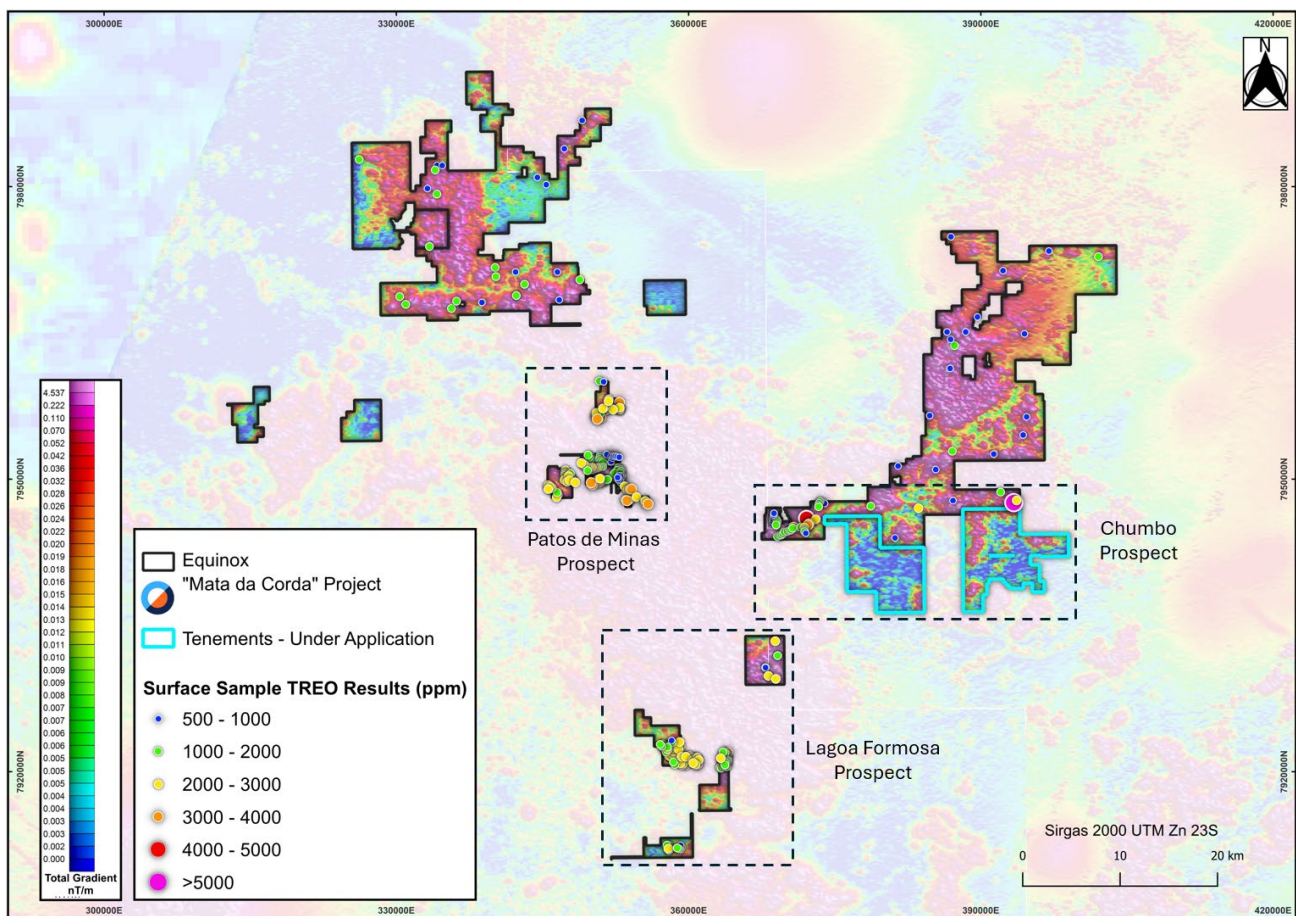 300000E
330000E
360000E
390000E
420000E
N
7980000N
7980000N
7950000N
7950000N
7920000N
7920000N
4.537
0.222
0.110
0.070
0.052
0.042
0.036
0.032
0.028
0.026
0.024
0.022
0.020
0.019
0.018
0.016
0.015
0.014
0.013
0.012
0.011
0.010
0.009
0.009
0.008
0.007
0.007
0.006
0.006
0.005
0.005
0.004
0.004
0.003
0.003
0.002
0.000
Total Gradient
nT/m
Patos de Minas
Prospect
Chumbo
Prospect
Lagoa Formosa
Prospect
Equinox
"Mata da Corda" Project
Tenements - Under Application
Surface Sample TREO Results (ppm)
500 - 1000
1000 - 2000
2000 - 3000
3000 - 4000
4000 - 5000
>5000
Sirgas 2000 UTM Zn 23S
0 10 20 km
300000E
330000E
360000E
390000E
420000E